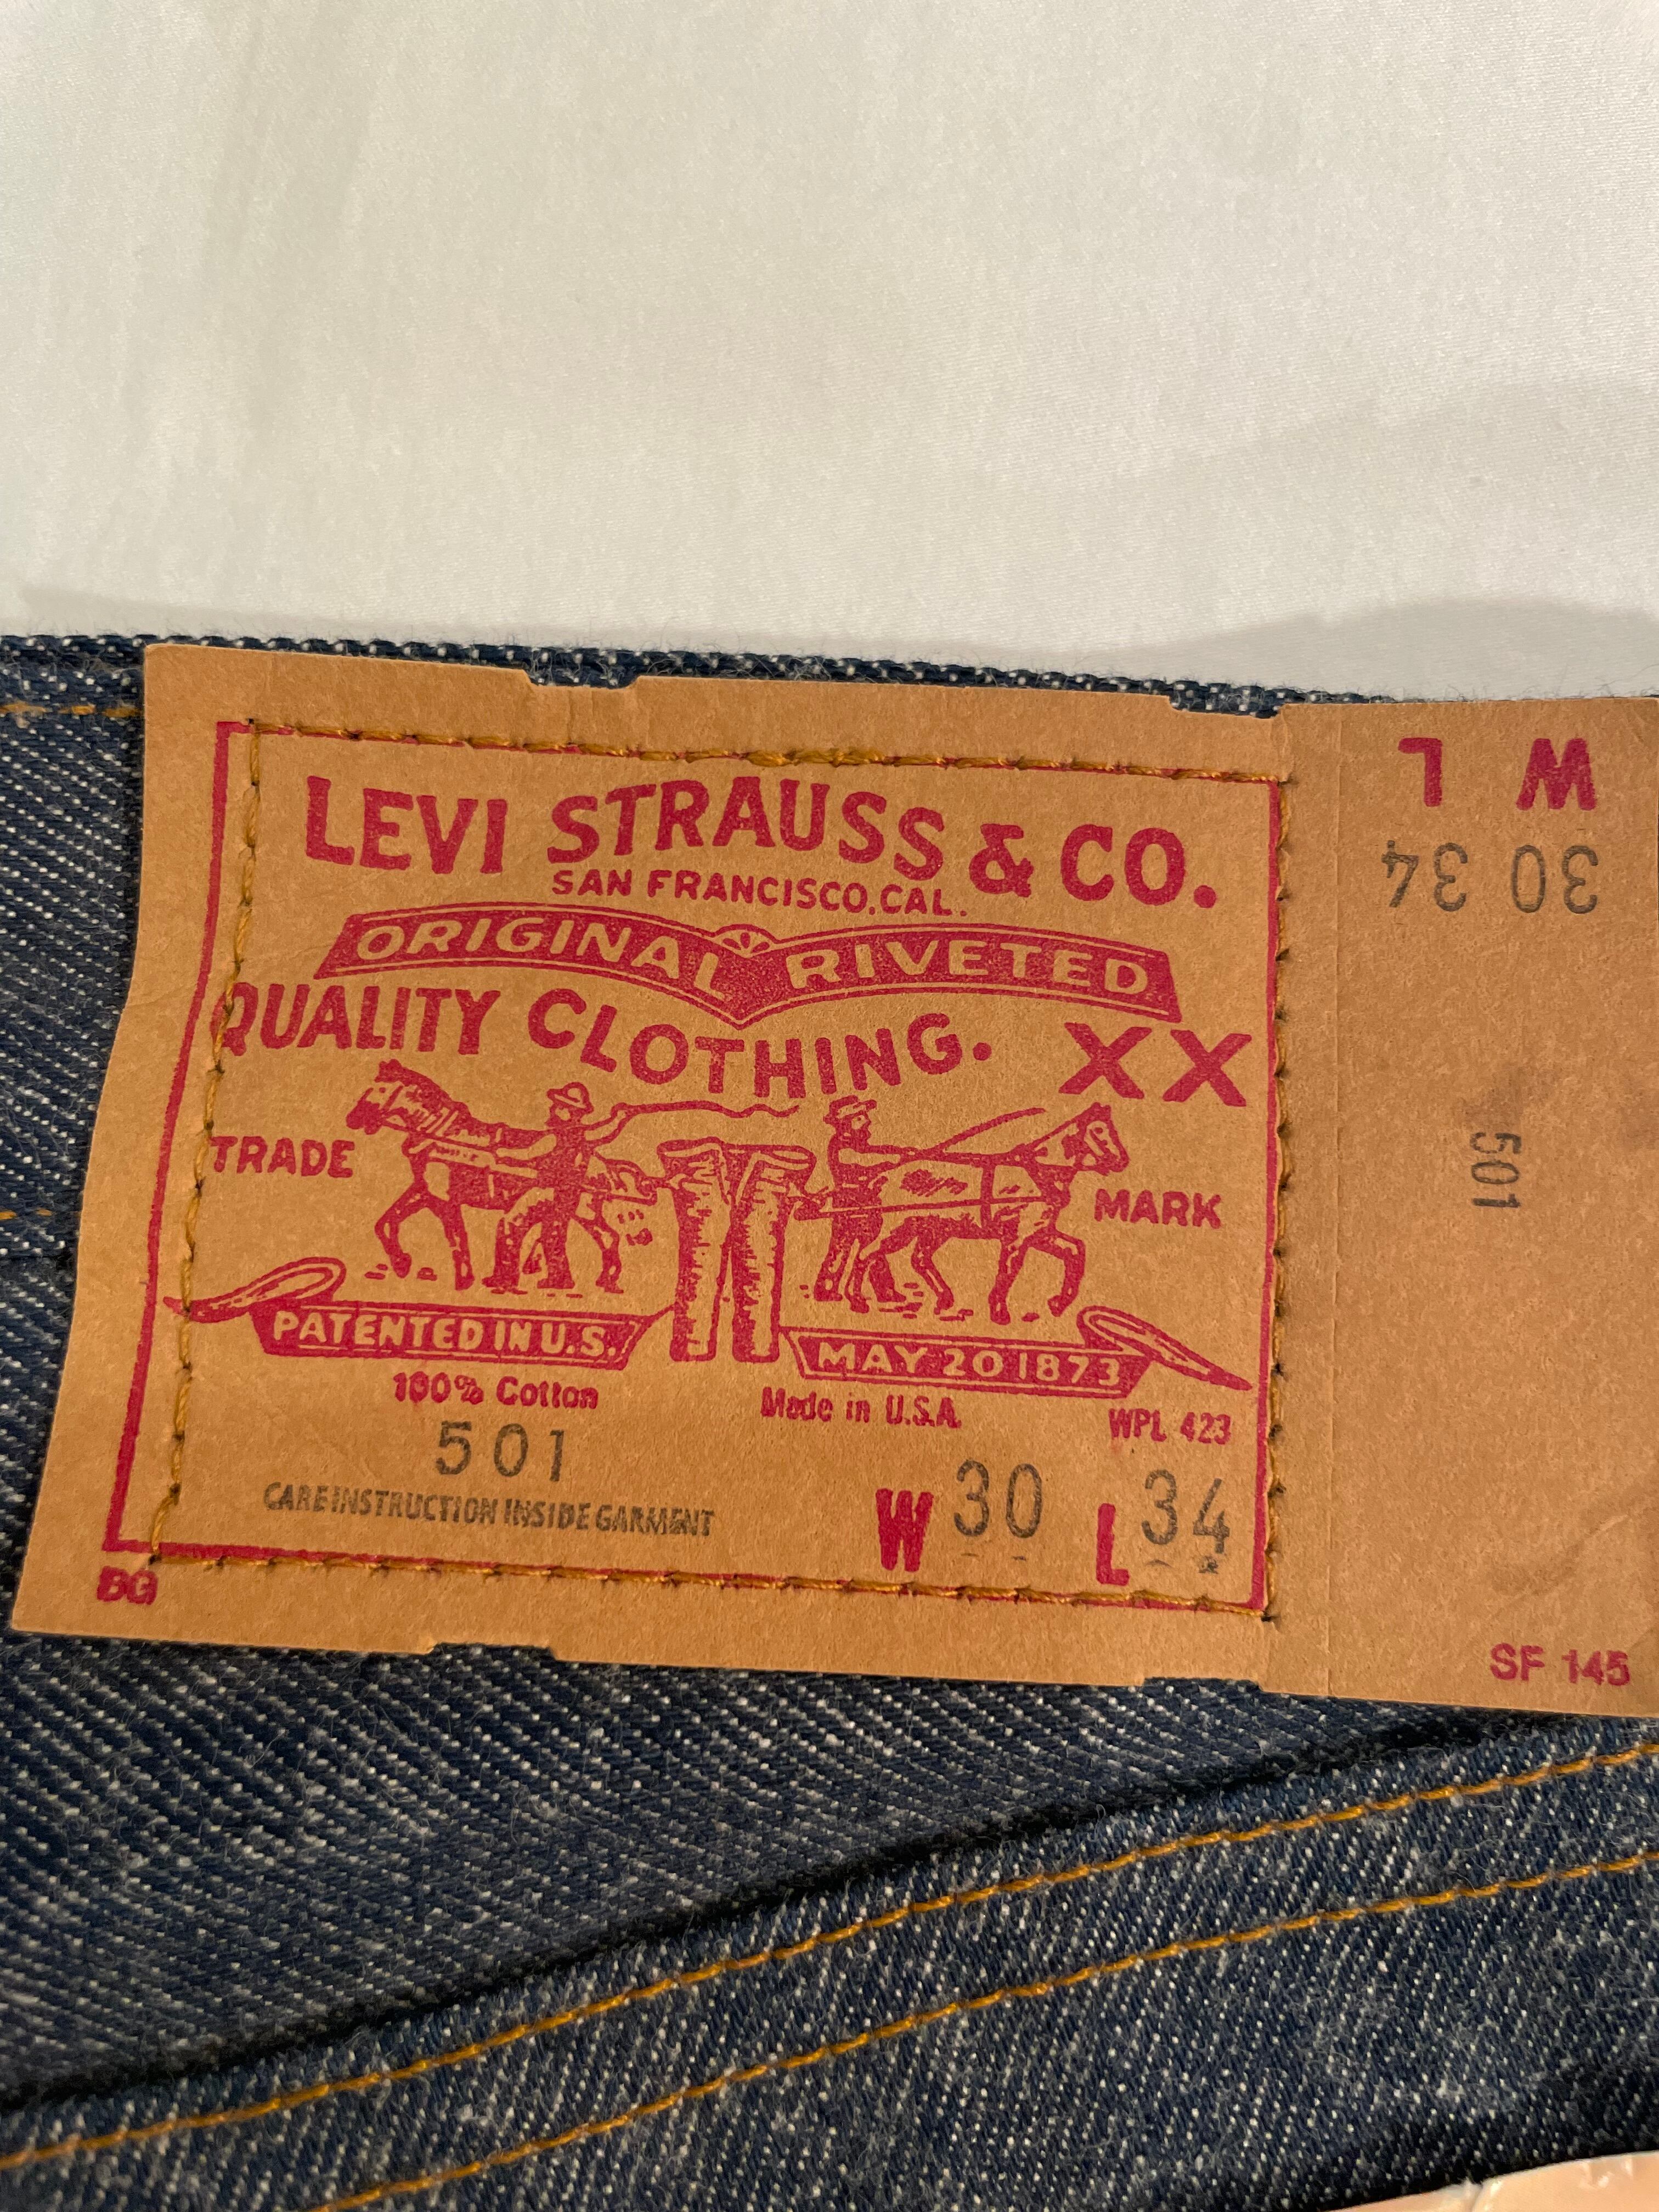 LEVI STRAUSS & CO.
SAN FRANCISCO, CAL.
ORIGINAL RIVETED
QUALITY CLOTHING. XX
TRADE MARK
PATENTED IN U.S. MAY 20 1873
100% Cotton Made in U.S.A. WPL 423
501
CARE INSTRUCTION INSIDE GARMENT
W 30 L 34
BG
W L
30 34
501
SF 145